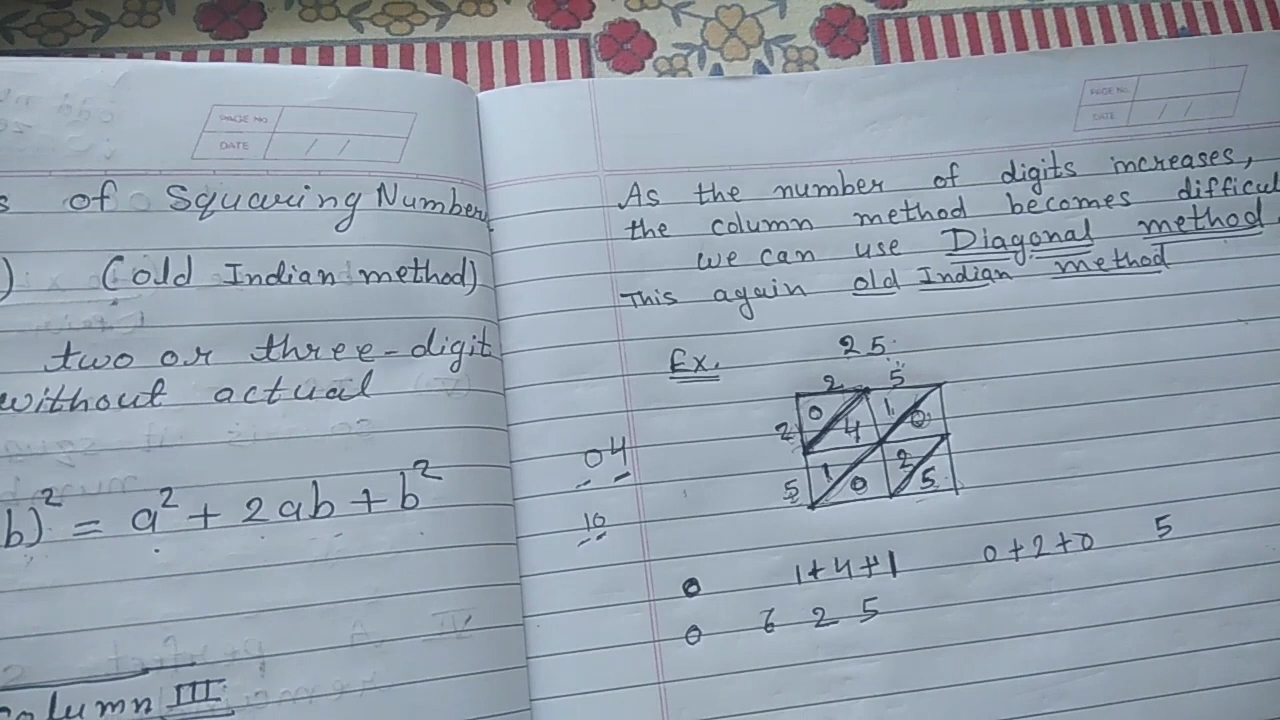 PAGE No.
DATE / /
s of Squaring Number
) (old Indian method)
two or three-digit
without actual
b)² = a² + 2ab + b²
olumn III
PAGE No.
DATE / /
As the number of digits increases,
the column method becomes difficul
we can use Diagonal method
This again old Indian method
Ex. 25
2 5
2 0 4 1 0
5 1 0 2 5
04
10
0 1+4+1 0+2+0 5
0 6 2 5